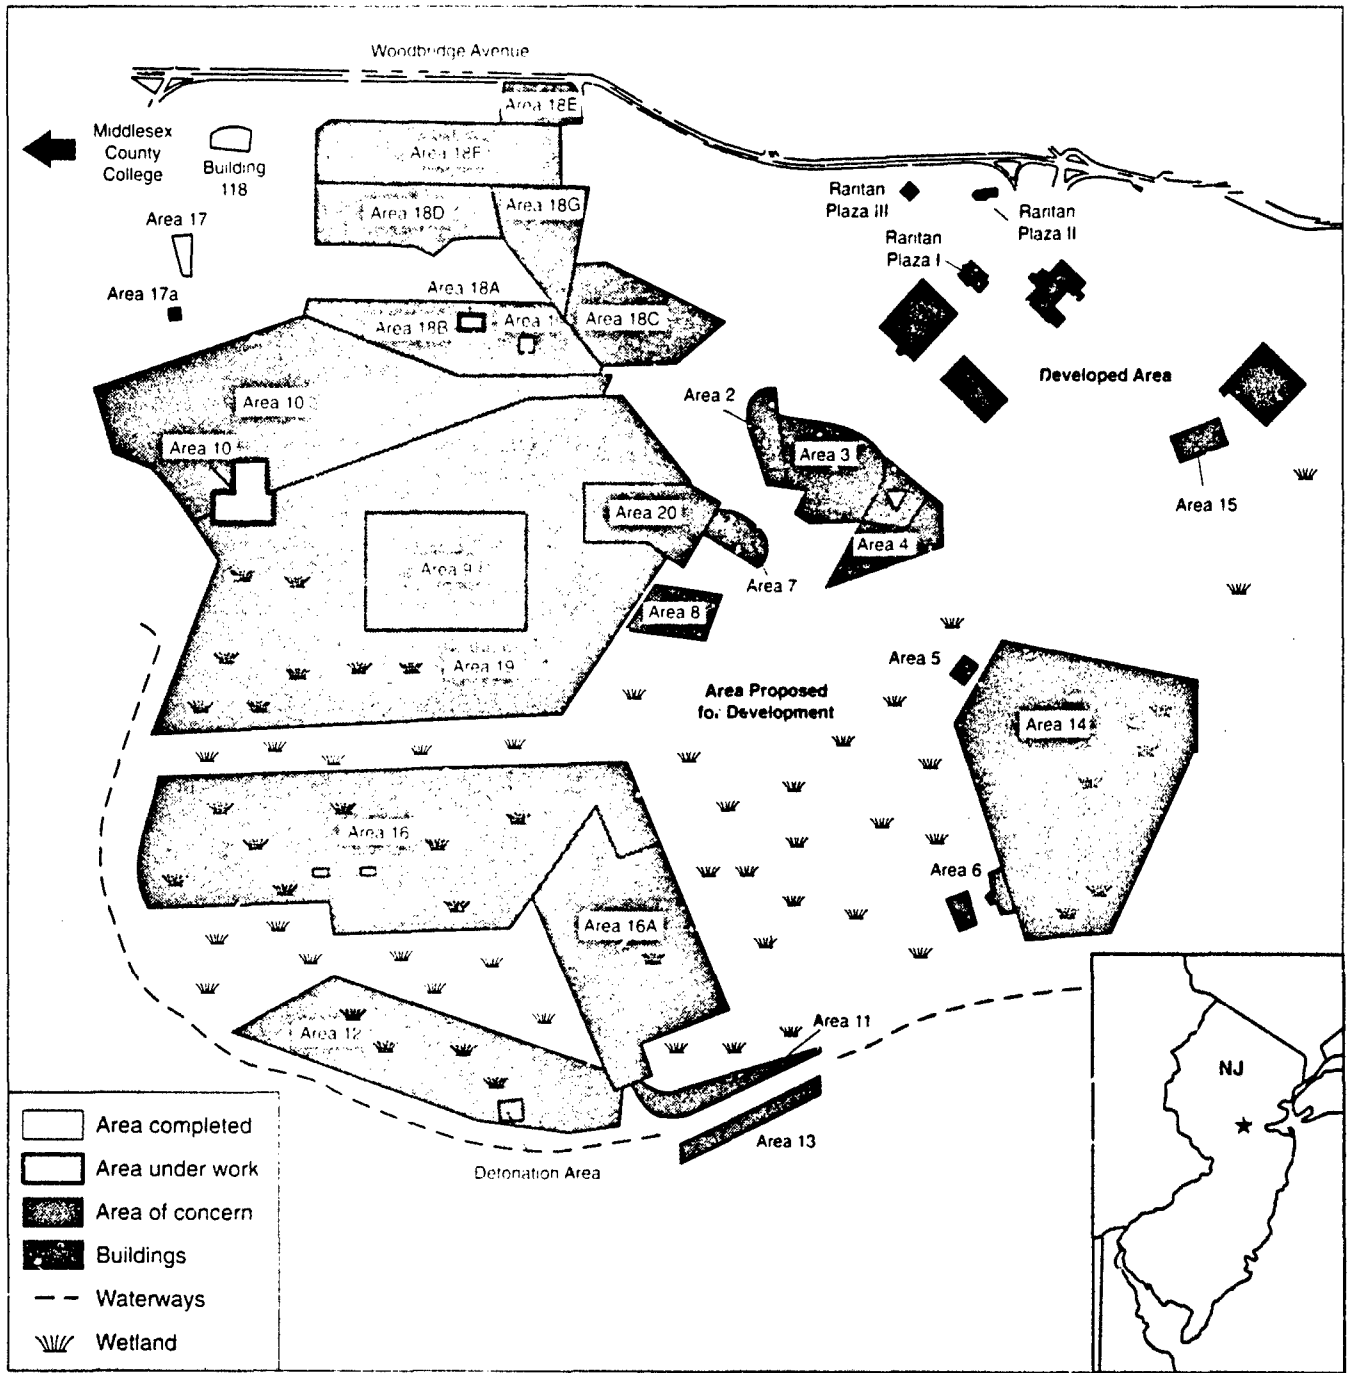 Woodbridge Avenue
Area 18E
Middlesex
County
College
Building
118
Area 18F
Area 17
Area 18D
Area 18G
Raritan
Plaza III
Raritan
Plaza II
Raritan
Plaza I
Area 17a
Area 18A
Area 18B
Area 1
Area 18C
Developed Area
Area 2
Area 10
Area 10
Area 3
Area 15
Area 20
Area 4
Area 9
Area 7
Area 8
Area 19
Area 5
Area Proposed
for Development
Area 14
Area 16
Area 6
Area 16A
Area 12
Area 11
Area 13
Detonation Area
NJ
Area completed
Area under work
Area of concern
Buildings
Waterways
Wetland